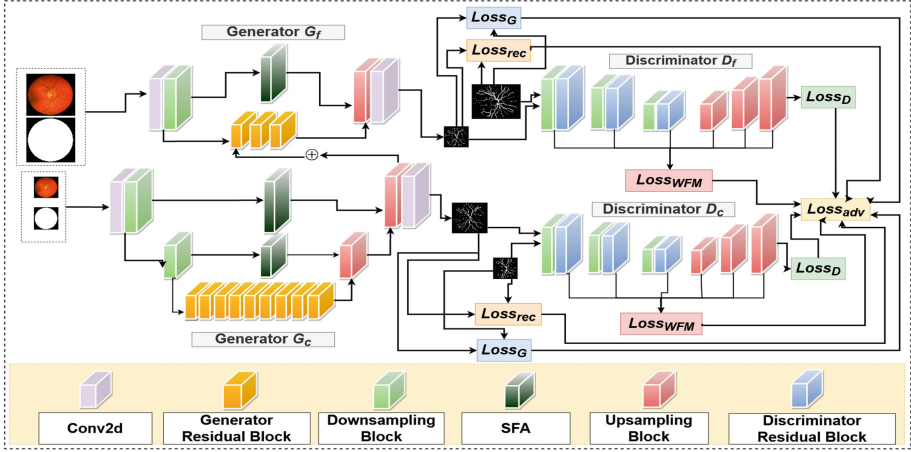 Loss_G
Generator G_f
Loss_rec
Discriminator D_f
Loss_D
Loss_WFM
Loss_adv
Discriminator D_c
Loss_D
Loss_rec
Loss_WFM
Generator G_c
Loss_G
Conv2d
Generator
Residual Block
Downsampling
Block
SFA
Upsampling
Block
Discriminator
Residual Block